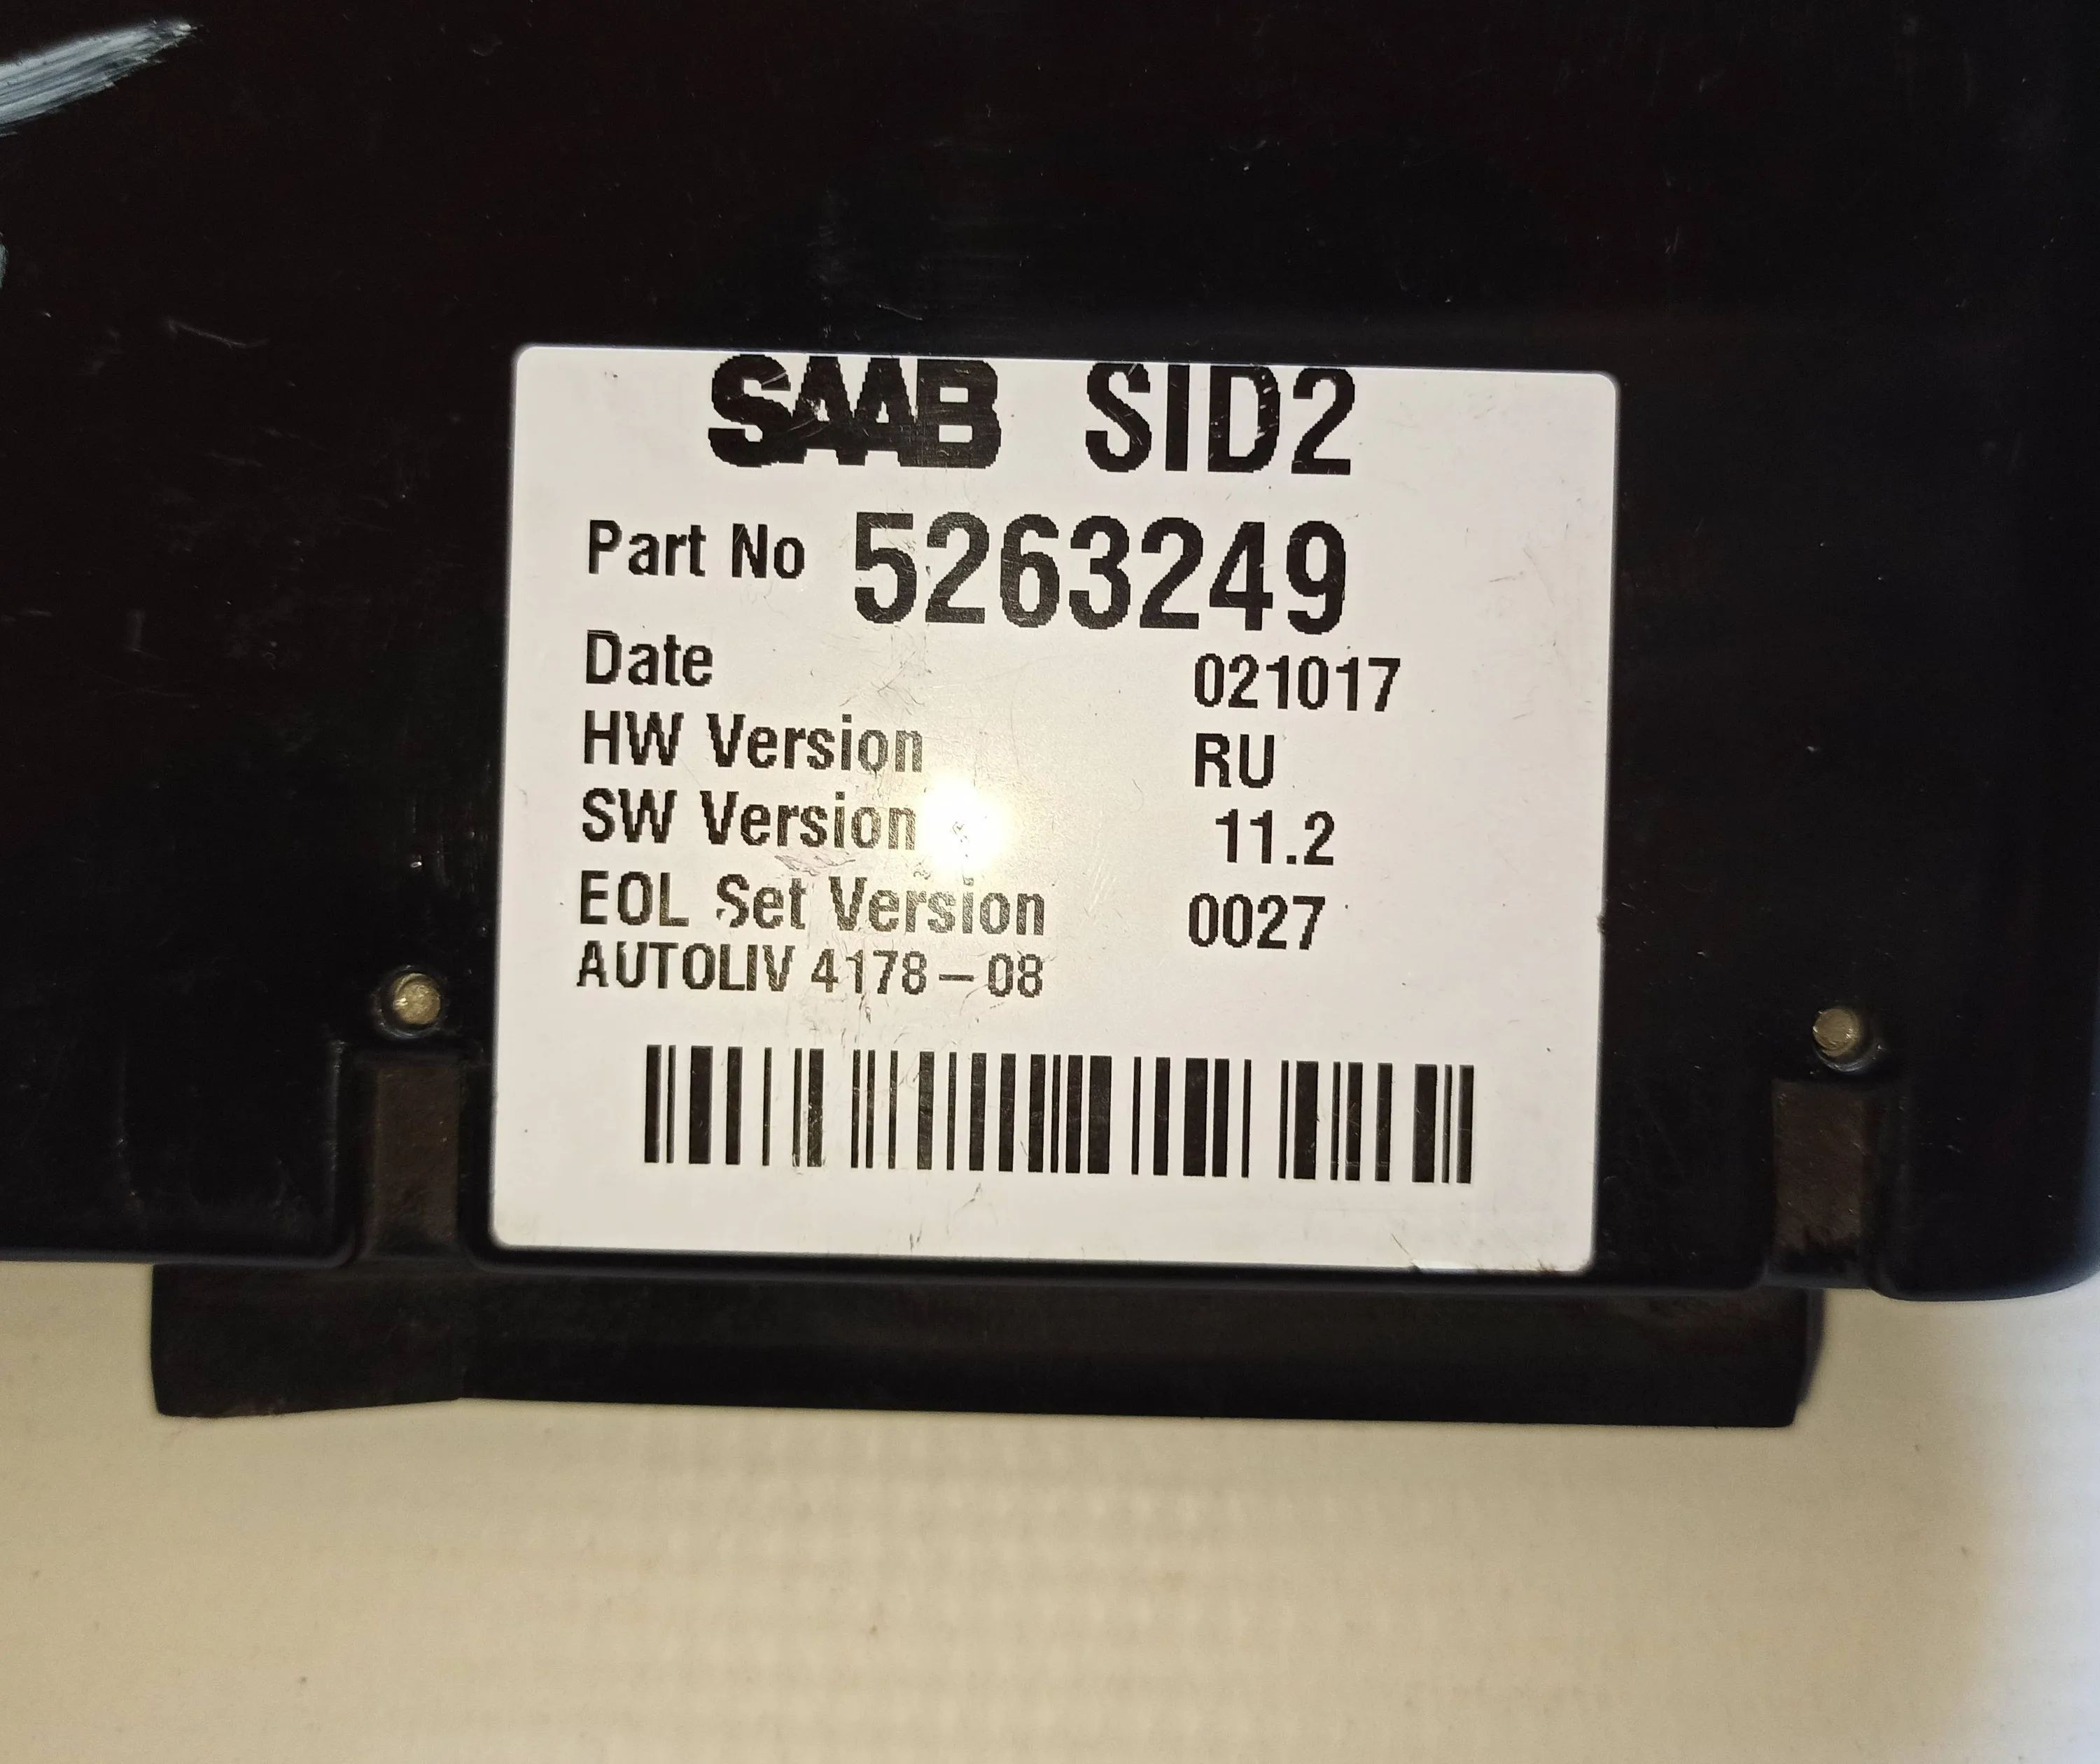 SAAB SID2
Part No 5263249
Date 021017
HW Version RU
SW Version 11.2
EOL Set Version 0027
AUTOLIV 4178-08